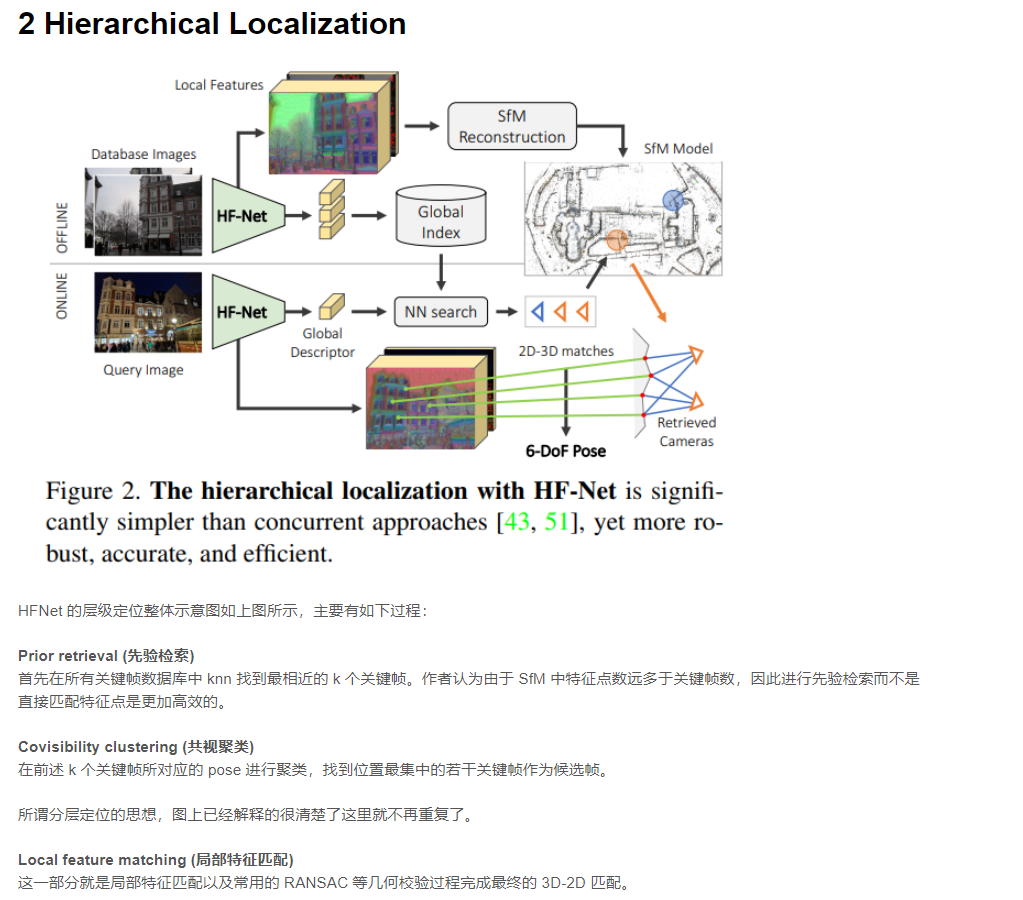 2 Hierarchical Localization
Local Features
SfM
Reconstruction
SfM Model
Database Images
OFFLINE
HF-Net
Global
Index
ONLINE
HF-Net
NN search
Global
Descriptor
Query Image
2D-3D matches
Retrieved
Cameras
6-DoF Pose
Figure 2. The hierarchical localization with HF-Net is signifi-
cantly simpler than concurrent approaches [43, 51], yet more ro-
bust, accurate, and efficient.
HFNet 的层级定位整体示意图如上图所示，主要有如下过程：
Prior retrieval (先验检索)
首先在所有关键帧数据库中 knn 找到最相近的 k 个关键帧。作者认为由于 SfM 中特征点数远多于关键帧数，因此进行先验检索而不是
直接匹配特征点是更加高效的。
Covisibility clustering (共视聚类)
在前述 k 个关键帧所对应的 pose 进行聚类，找到位置最集中的若干关键帧作为候选帧。
所谓分层定位的思想，图上已经解释的很清楚了这里就不再重复了。
Local feature matching (局部特征匹配)
这一部分就是局部特征匹配以及常用的 RANSAC 等几何校验过程完成最终的 3D-2D 匹配。